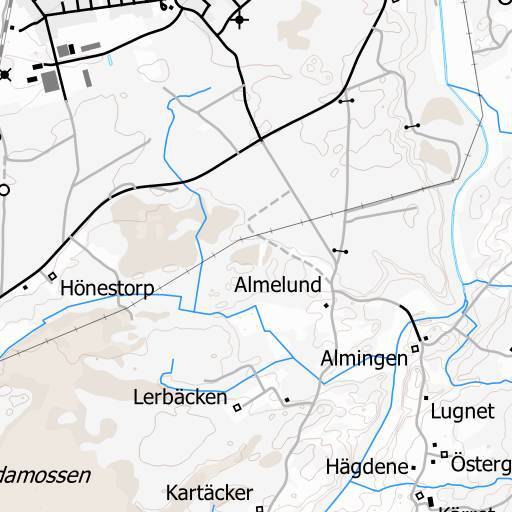 Hönestorp
Almelund
Almingen
Lerbäcken
Lugnet
Hägdene
Österg
damossen
Kartäcker